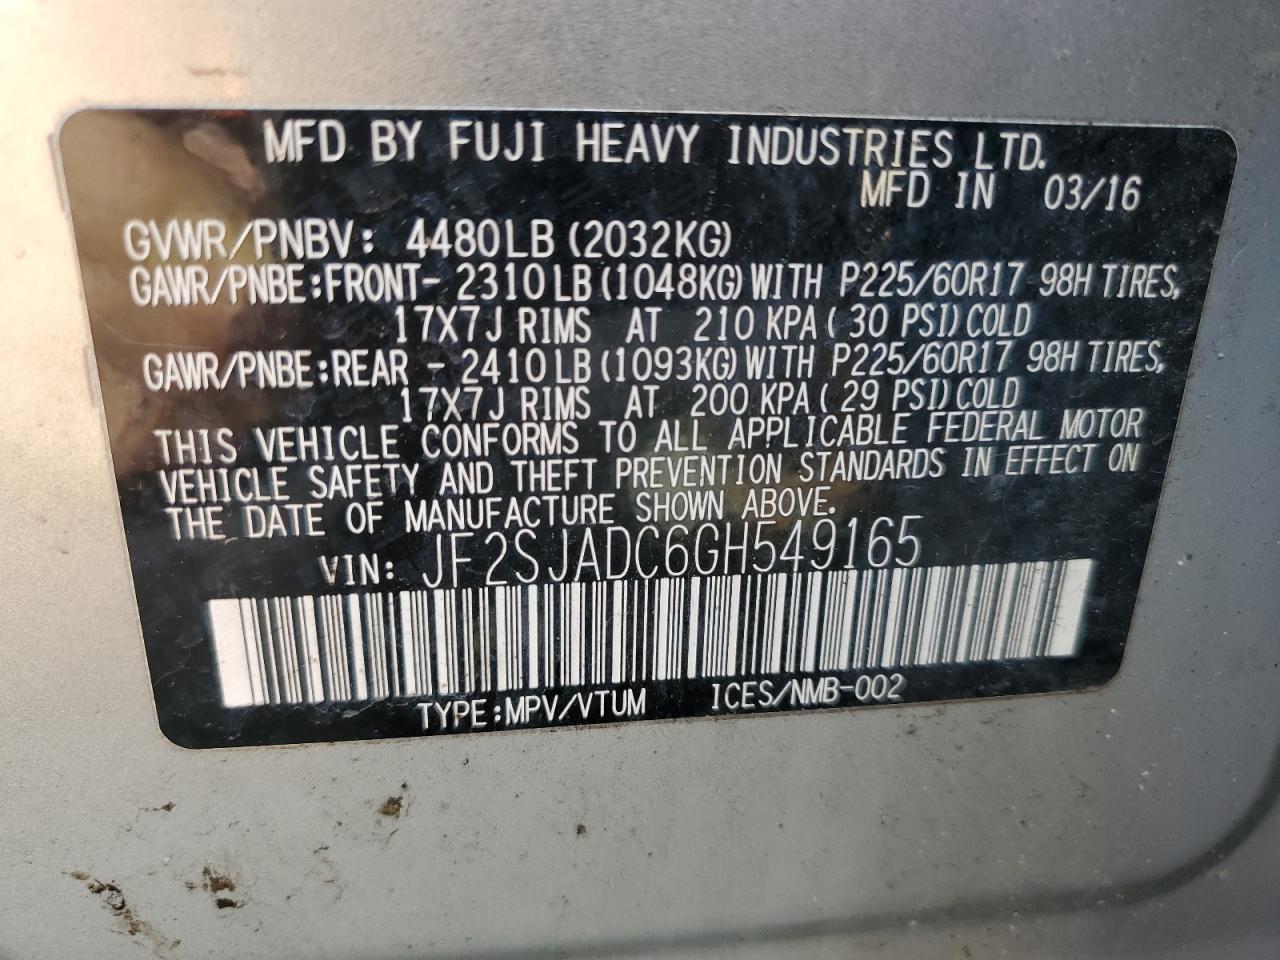 MFD BY FUJI HEAVY INDUSTRIES LTD.
MFD IN 03/16
GVWR/PNBV: 4480LB (2032KG)
GAWR/PNBE:FRONT- 2310LB(1048KG)WITH P225/60R17 98H TIRES,
17X7J RIMS AT 210 KPA( 30 PSI)COLD
GAWR/PNBE:REAR - 2410LB(1093KG)WITH P225/60R17 98H TIRES,
17X7J RIMS AT 200 KPA( 29 PSI)COLD
THIS VEHICLE CONFORMS TO ALL APPLICABLE FEDERAL MOTOR
VEHICLE SAFETY AND THEFT PREVENTION STANDARDS IN EFFECT ON
THE DATE OF MANUFACTURE SHOWN ABOVE.
VIN: JF2SJADC6GH549165
TYPE:MPV/VTUM ICES/NMB-002